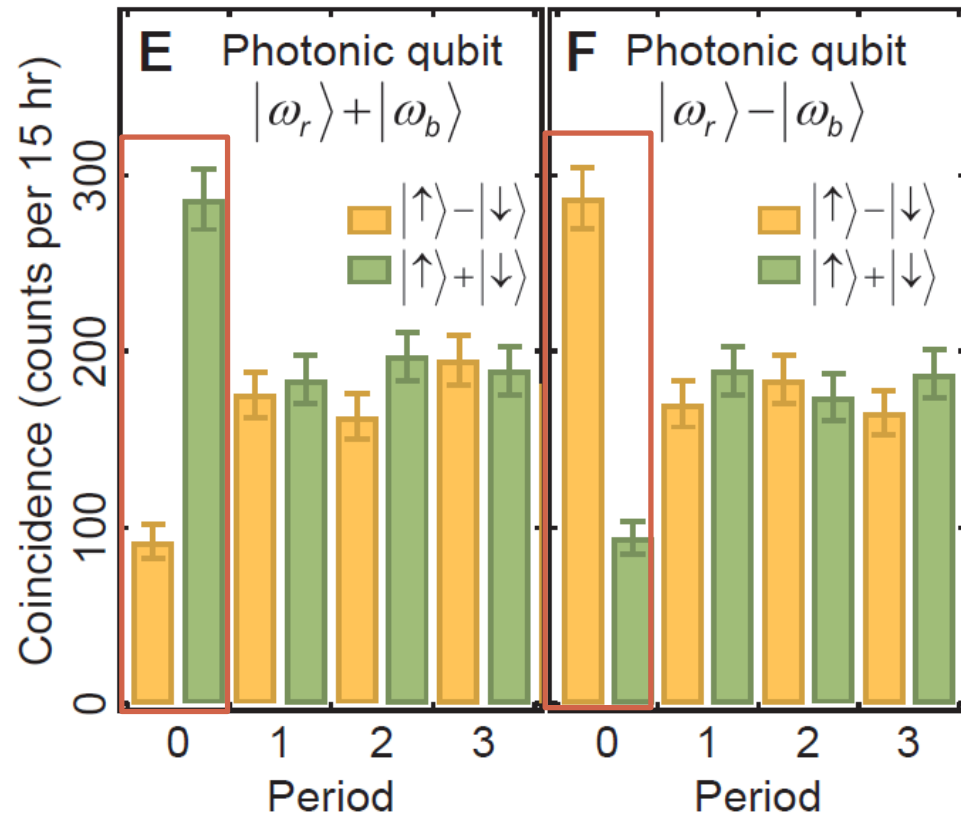 E Photonic qubit
|ω_r⟩+|ω_b⟩
|↑⟩−|↓⟩
|↑⟩+|↓⟩
F Photonic qubit
|ω_r⟩−|ω_b⟩
|↑⟩−|↓⟩
|↑⟩+|↓⟩
Coincidence (counts per 15 hr)
300
200
100
0
0 1 2 3
Period
0 1 2 3
Period